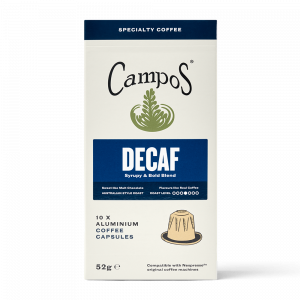 SPECIALTY COFFEE
Campos®
DECAF
Syrupy & Bold Blend
AUSTRALIAN STYLE ROAST
ROAST LEVEL
10 X
ALUMINIUM
COFFEE
CAPSULES
52g ℮
Compatible with Nespresso™
original coffee machines